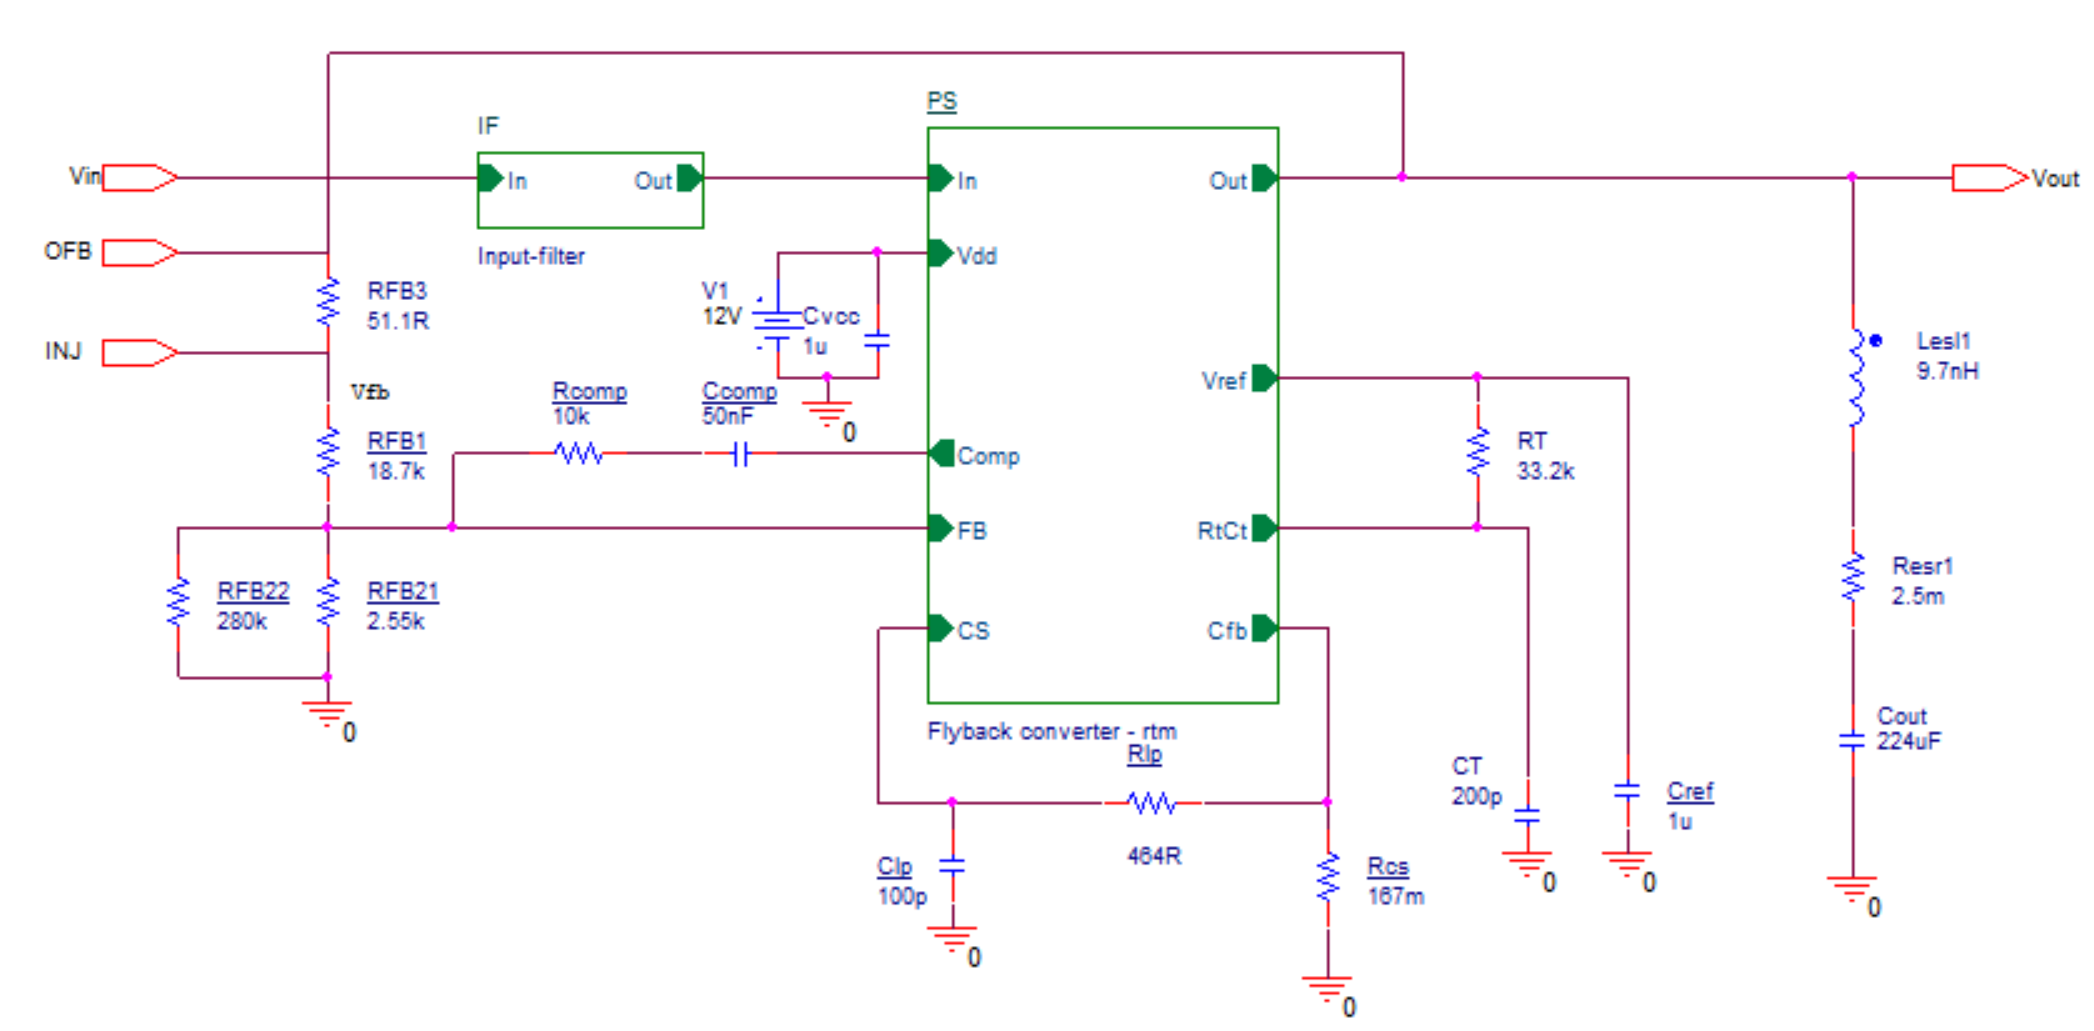 PS
IF
Vin
In
Out
In
Out
Vout
OFB
Input-filter
Vdd
RFB3
51.1R
V1
12V
Cvcc
1u
INJ
Lesl1
9.7nH
Vref
Vfb
Rcomp
10k
Ccomp
50nF
0
RFB1
18.7k
Comp
RT
33.2k
FB
RtCt
RFB22
280k
RFB21
2.55k
Resr1
2.5m
CS
Cfb
0
Flyback converter - rtm
Rlp
464R
Cout
224uF
CT
200p
Cref
1u
Clp
100p
Rcs
167m
0
0
0
0
0